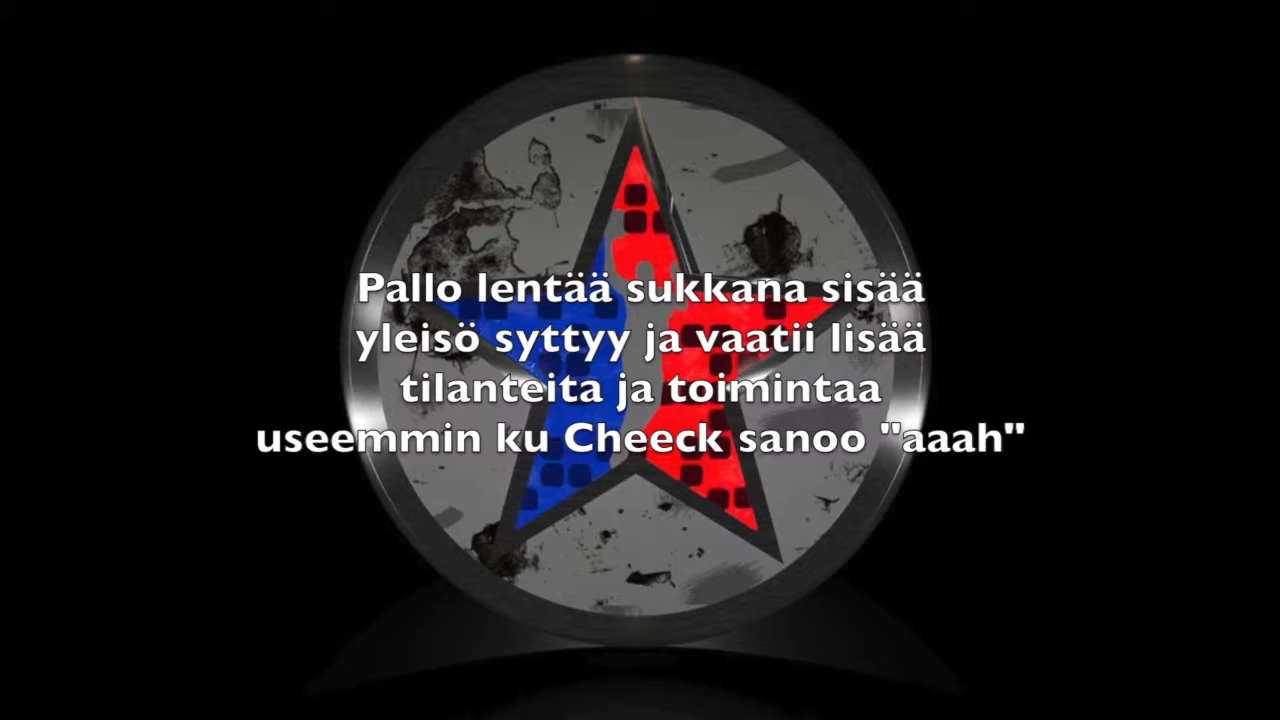 Pallo lentää sukkana sisää
yleisö syttyy ja vaatii lisää
tilanteita ja toimintaa
useemmin ku Cheeck sanoo "aaah"